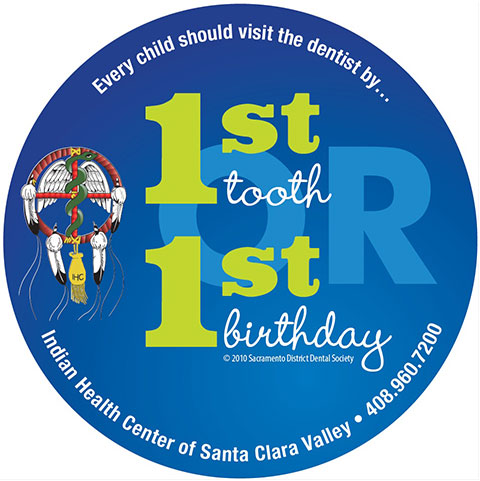 Every child should visit the dentist by...
1st
tooth
OR
1st
birthday
© 2010 Sacramento District Dental Society
IHC
Indian Health Center of Santa Clara Valley • 408.960.7200